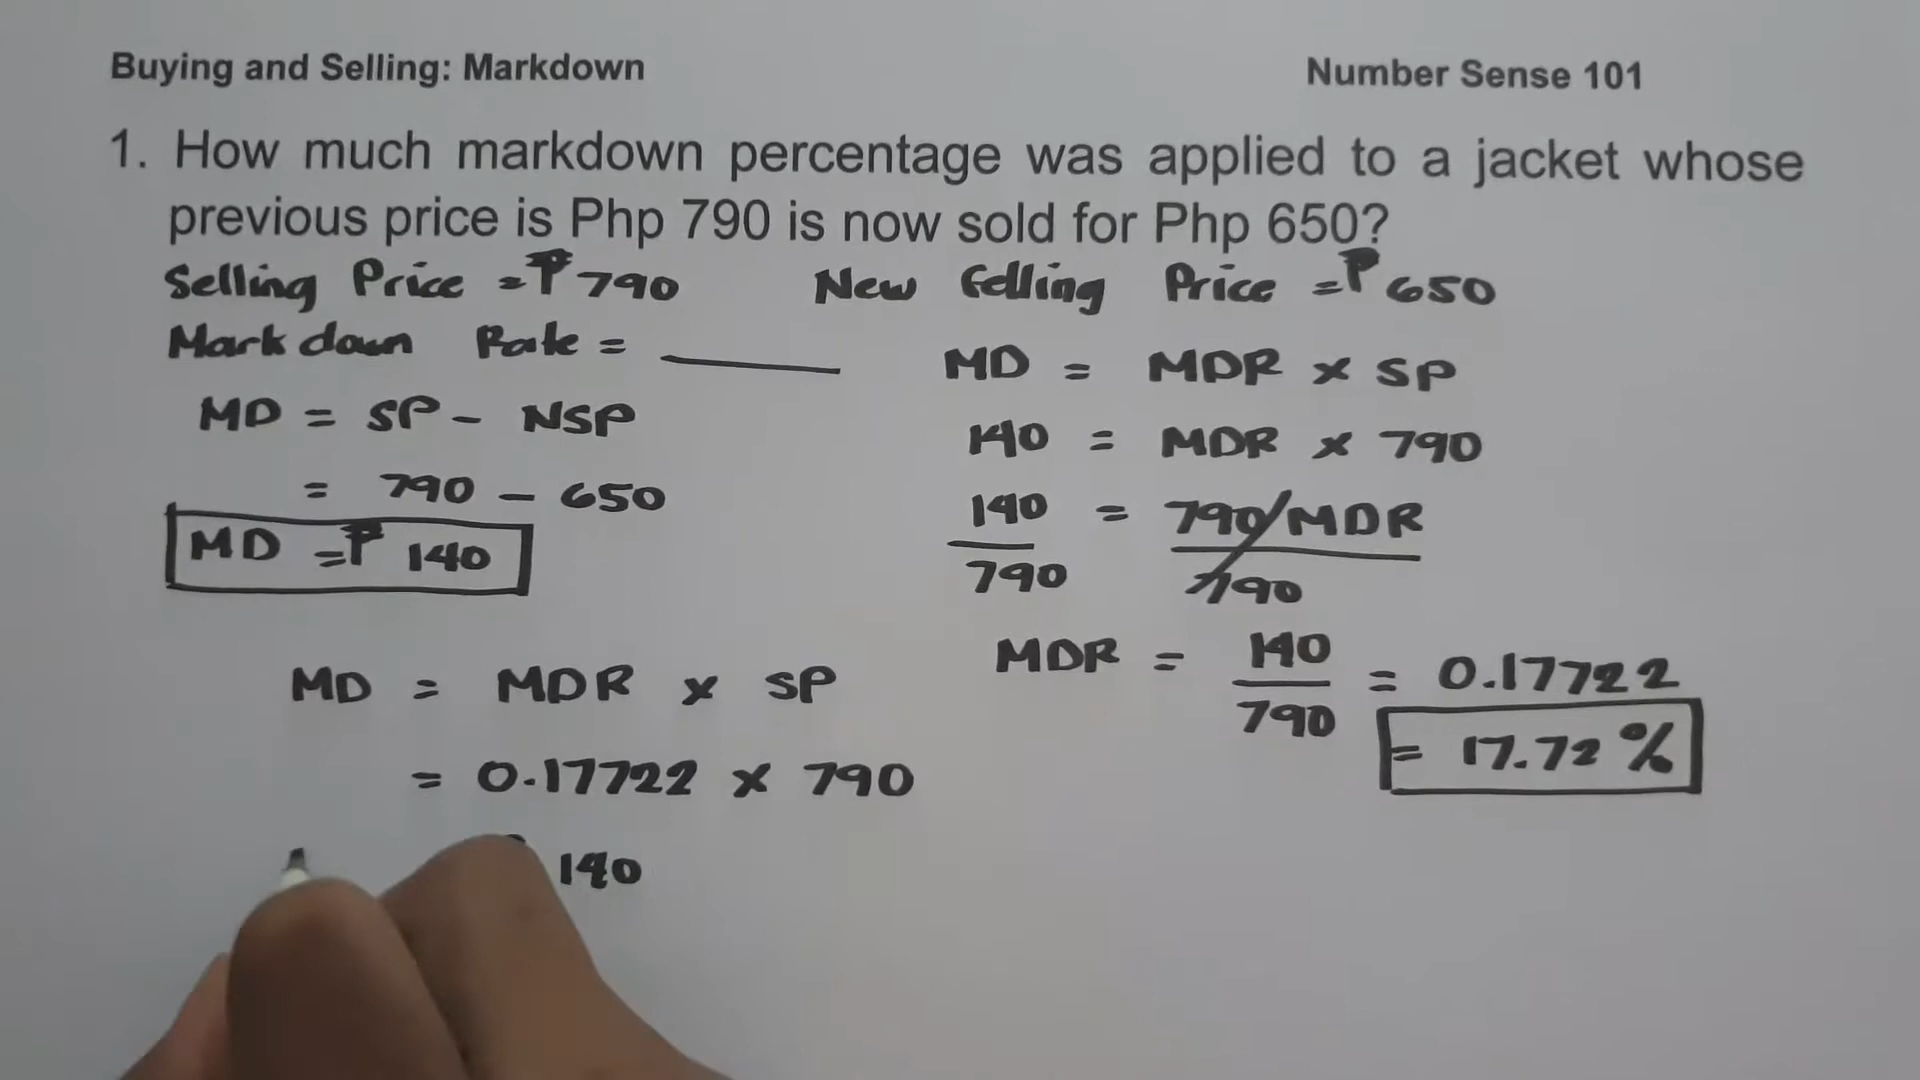 Buying and Selling: Markdown
Number Sense 101
1. How much markdown percentage was applied to a jacket whose
previous price is Php 790 is now sold for Php 650?
Selling Price = ₱ 790
New Selling Price = ₱ 650
Mark down Rate = ______
MD = SP - NSP
= 790 - 650
MD = ₱ 140
MD = MDR x SP
140 = MDR x 790
140/790 = 790/MDR
790
MDR = 140/790 = 0.17722
= 17.72 %
MD = MDR x SP
= 0.17722 x 790
140